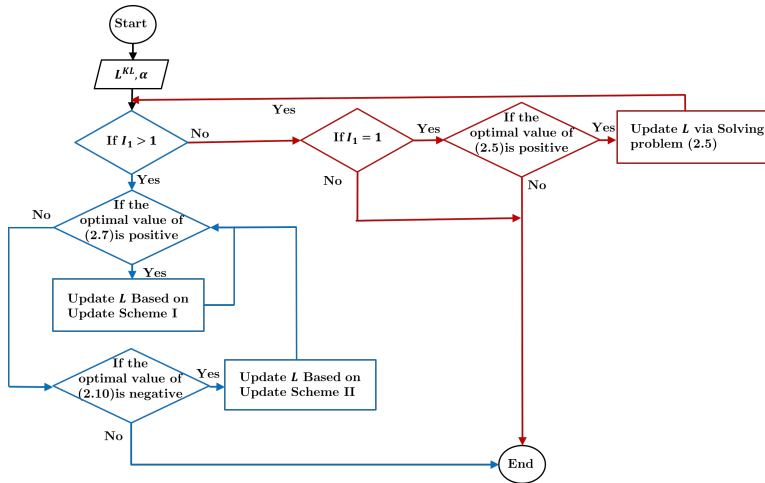 Start
L^{KL}, α
Yes
If I₁ > 1
No
If I₁ = 1
Yes
If the
optimal value of
(2.5)is positive
Yes
Update L via Solving
problem (2.5)
Yes
No
No
No
If the
optimal value of
(2.7)is positive
Yes
Update L Based on
Update Scheme I
If the
optimal value of
(2.10)is negative
Yes
Update L Based on
Update Scheme II
No
End